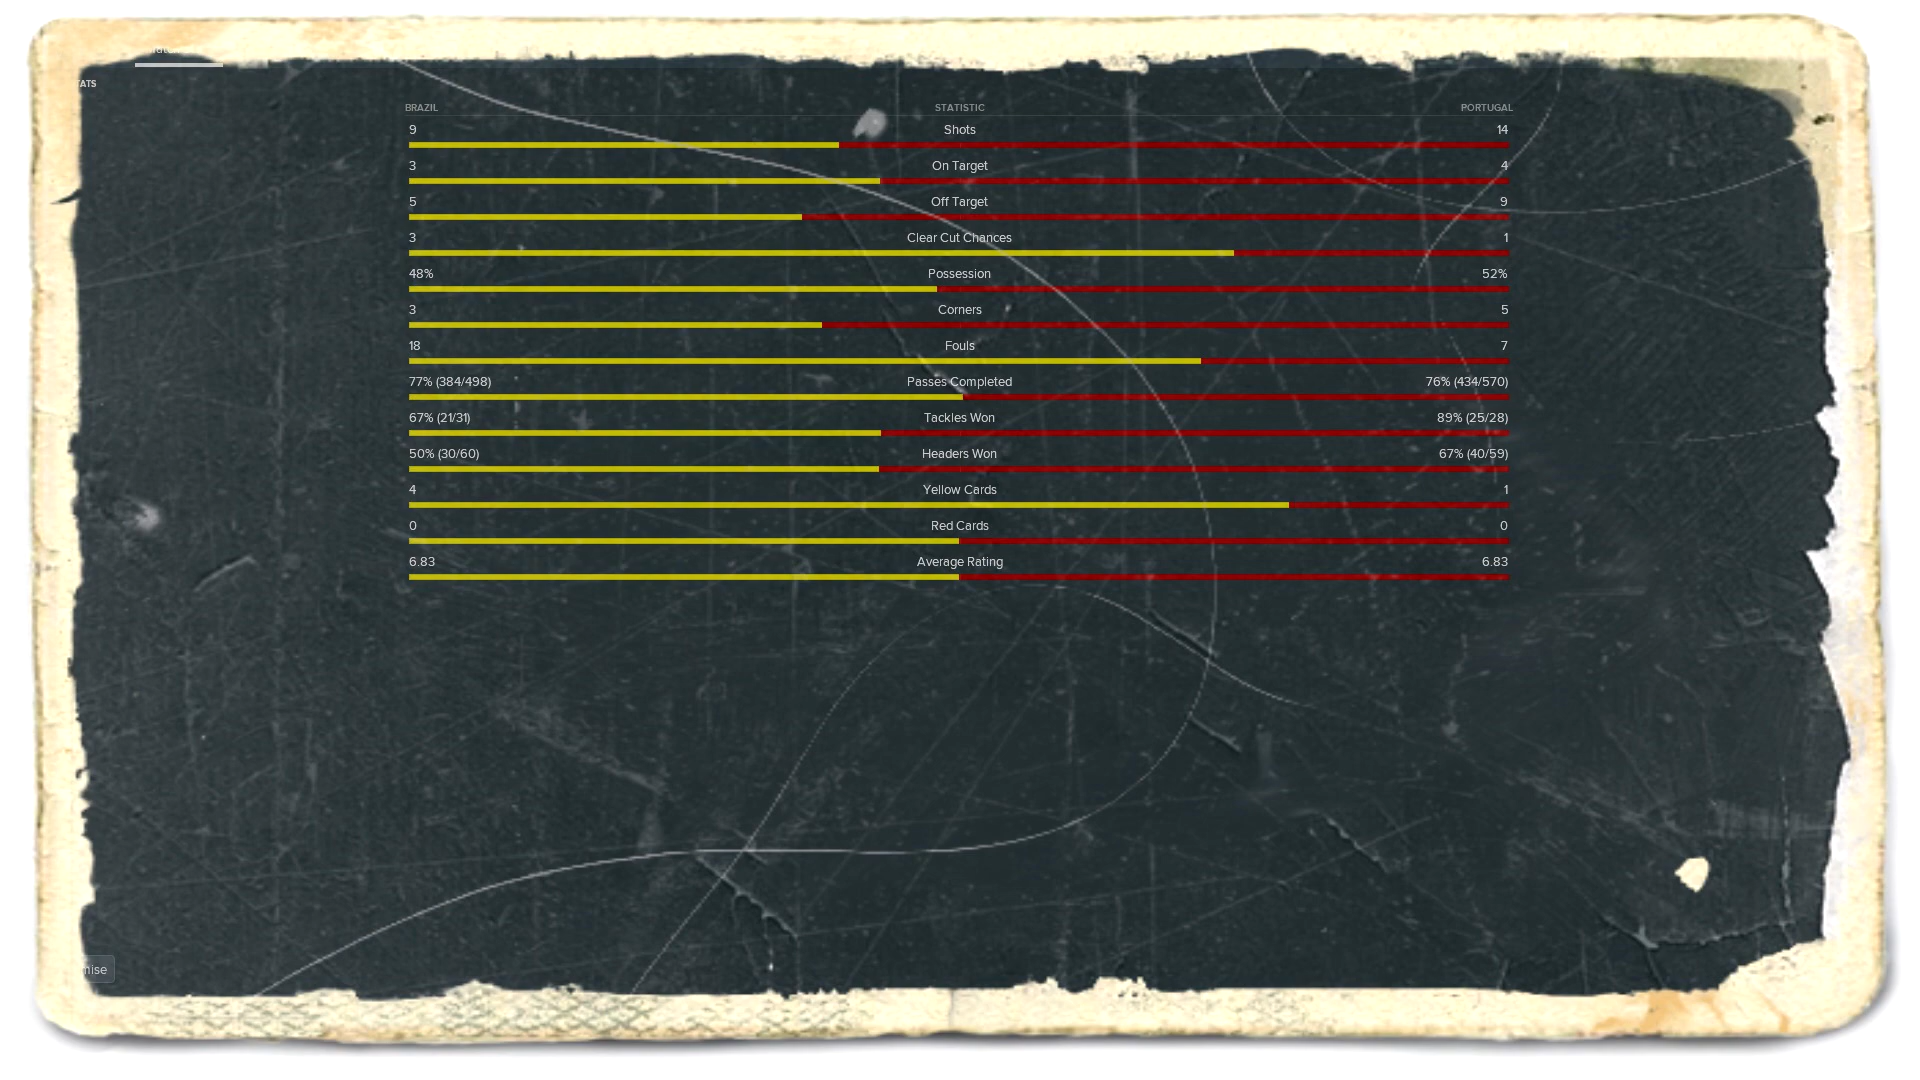 BRAZIL STATISTIC PORTUGAL
9 Shots 14
3 On Target 4
5 Off Target 9
3 Clear Cut Chances 1
48% Possession 52%
3 Corners 5
18 Fouls 7
77% (384/498) Passes Completed 76% (434/570)
67% (21/31) Tackles Won 89% (25/28)
50% (30/60) Headers Won 67% (40/59)
4 Yellow Cards 1
0 Red Cards 0
6.83 Average Rating 6.83